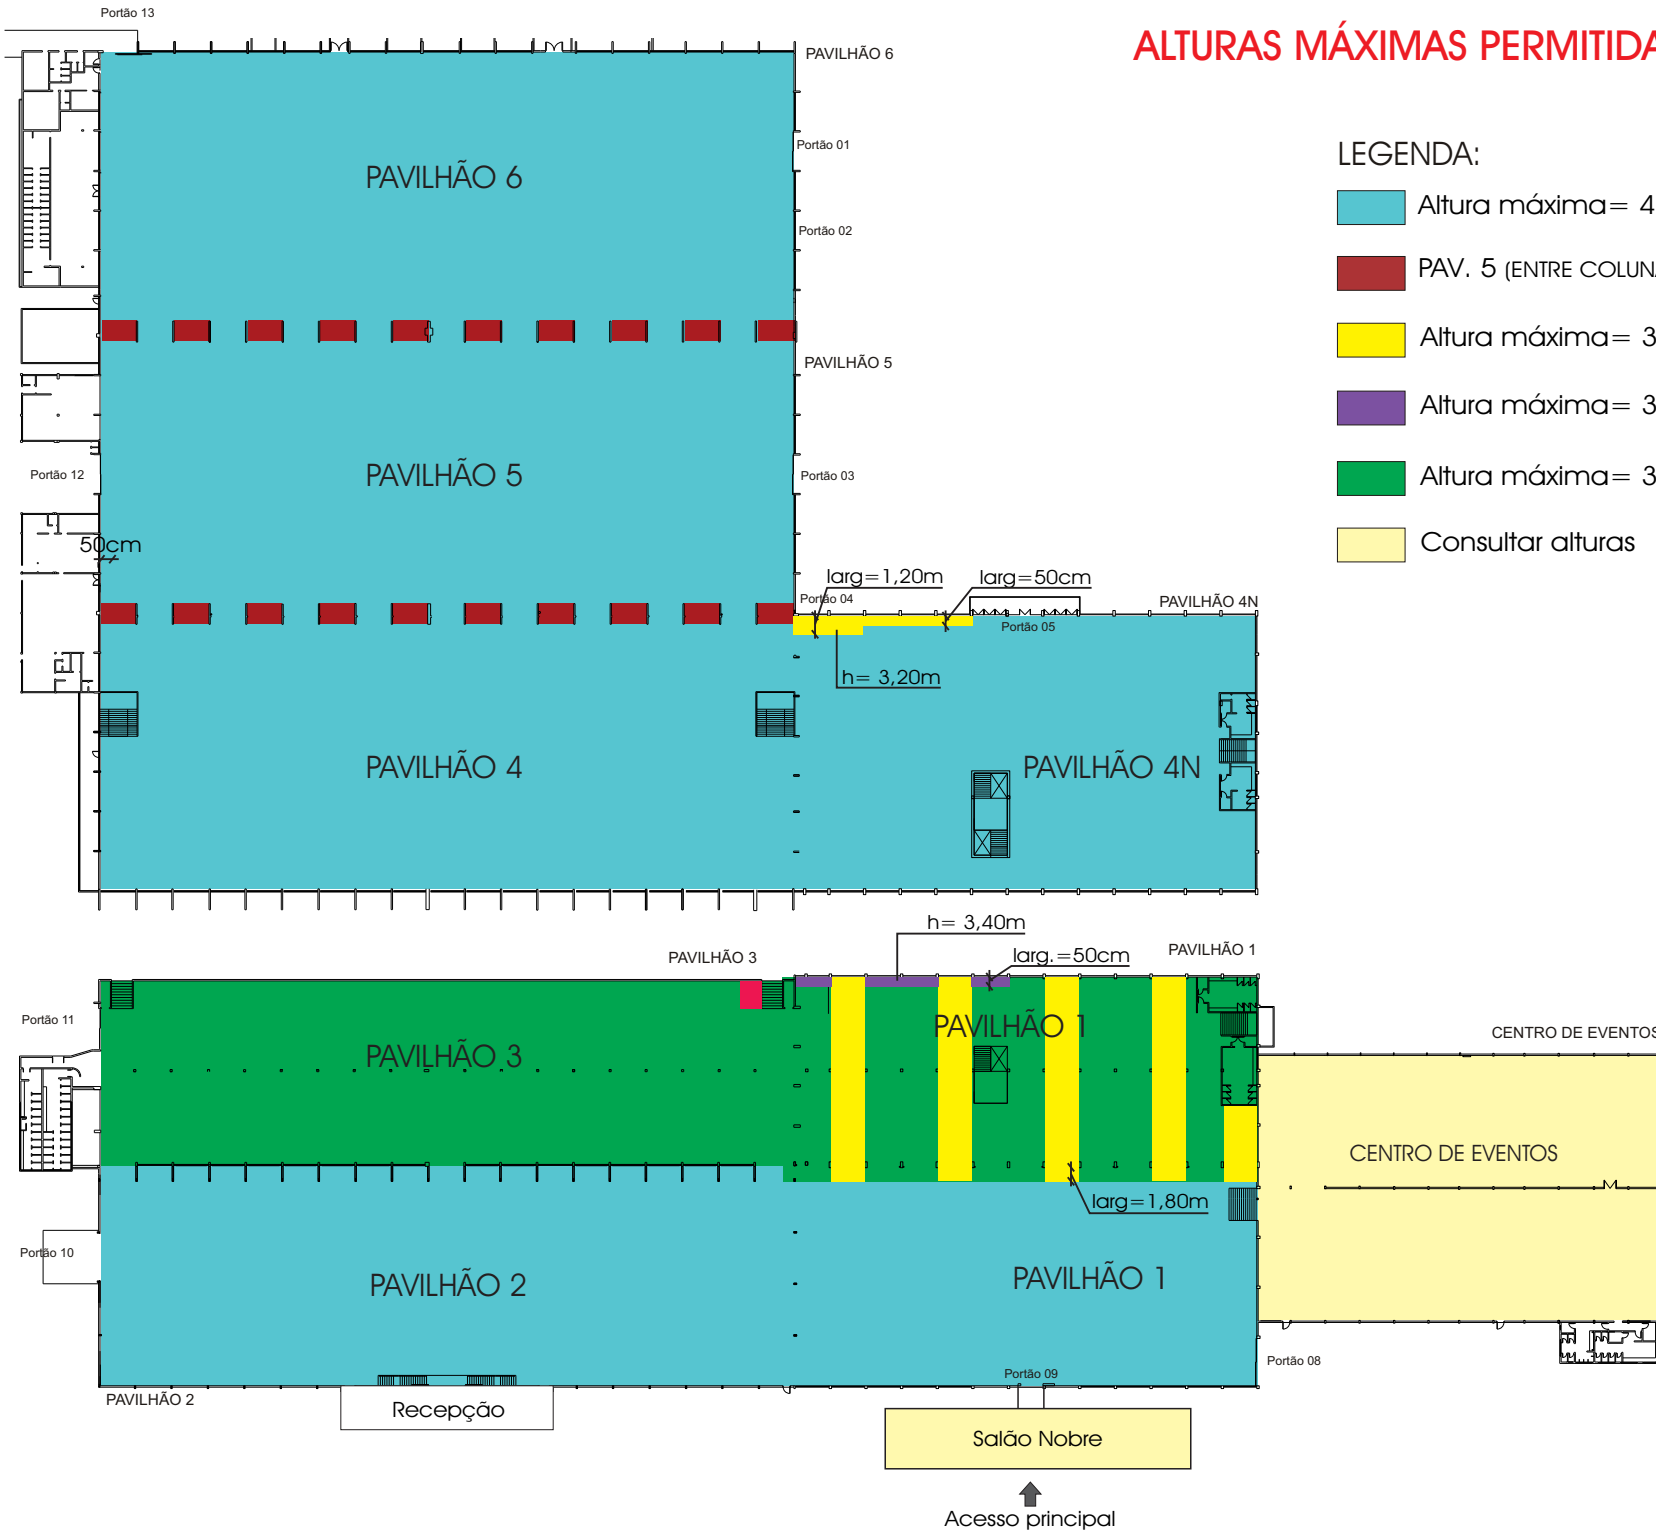 Portão 13
ALTURAS MÁXIMAS PERMITIDA
PAVILHÃO 6
Portão 01
LEGENDA:
PAVILHÃO 6
Altura máxima= 4
Portão 02
PAV. 5 (ENTRE COLUN
Altura máxima= 3
PAVILHÃO 5
Altura máxima= 3
PAVILHÃO 5
Portão 12
Portão 03
Altura máxima= 3
50cm
Consultar alturas
larg=1,20m
larg=50cm
Portão 04
PAVILHÃO 4N
Portão 05
h= 3,20m
PAVILHÃO 4
PAVILHÃO 4N
h= 3,40m
PAVILHÃO 3
larg.=50cm
PAVILHÃO 1
Portão 11
PAVILHÃO 1
CENTRO DE EVENTOS
PAVILHÃO 3
CENTRO DE EVENTOS
larg=1,80m
Portão 10
PAVILHÃO 2
PAVILHÃO 1
Portão 08
Portão 09
PAVILHÃO 2
Recepção
Salão Nobre
Acesso principal